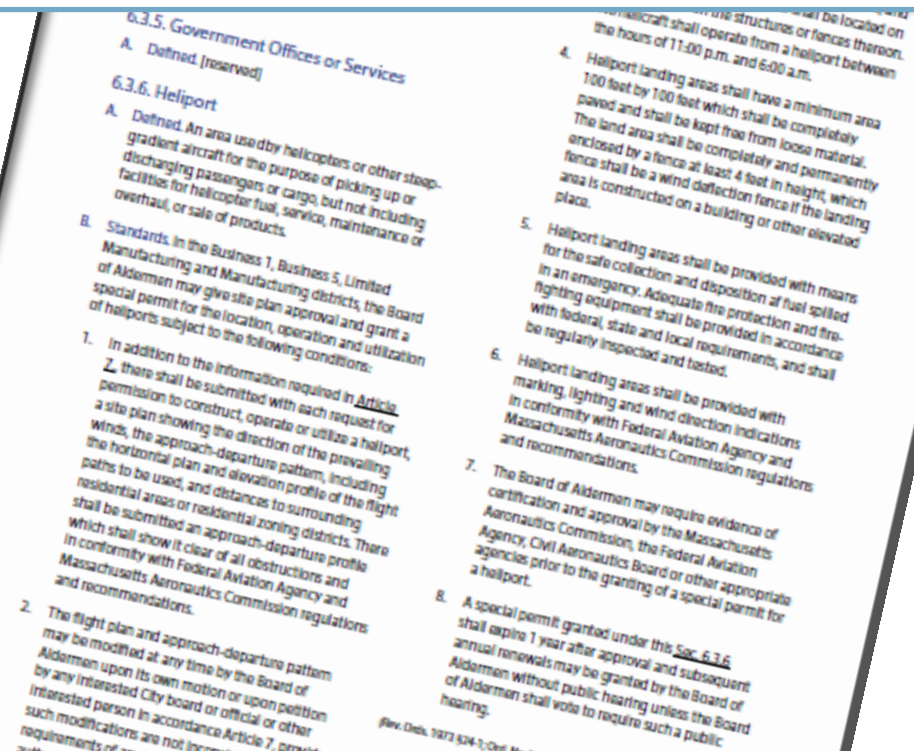 6.3.5. Government Offices or Services
A. Defined. [reserved]
6.3.6. Heliport
A. Defined. An area used by helicopters or other steep-
gradient aircraft for the purpose of picking up or
discharging passengers or cargo, but not including
facilities for helicopter fuel, service, maintenance or
overhaul, or sale of products.
B. Standards. In the Business 1, Business 5, Limited
Manufacturing and Manufacturing districts, the Board
of Aldermen may give site plan approval and grant a
special permit for the location, operation and utilization
of heliports subject to the following conditions:
1. In addition to the information required in Article
7, there shall be submitted with each request for
permission to construct, operate or utilize a heliport,
a site plan showing the direction of the prevailing
winds, the approach-departure pattern, including
the horizontal plan and elevation profile of the flight
paths to be used, and distances to surrounding
residential areas or residential zoning districts. There
shall be submitted an approach-departure profile
which shall show it clear of all obstructions and
in conformity with Federal Aviation Agency and
Massachusetts Aeronautics Commission regulations
and recommendations.
2. The flight plan and approach-departure pattern
may be modified at any time by the Board of
Aldermen upon its own motion or upon petition
by any interested City board or official or other
interested person in accordance Article 7, provided
such modifications are not
requirements of
shall be located on
the structures or fences thereon.
helicraft shall operate from a heliport between
the hours of 11:00 p.m. and 6:00 a.m.
4. Heliport landing areas shall have a minimum area
100 feet by 100 feet which shall be completely
paved and shall be kept free from loose material.
The land area shall be completely and permanently
enclosed by a fence at least 4 feet in height, which
fence shall be a wind deflection fence if the landing
area is constructed on a building or other elevated
place.
5. Heliport landing areas shall be provided with means
for the safe collection and disposition af fuel spilled
in an emergency. Adequate fire protection and fire-
fighting equipment shall be provided in accordance
with federal, state and local requirements, and shall
be regularly inspected and tested.
6. Heliport landing areas shall be provided with
marking, lighting and wind direction indications
in conformity with Federal Aviation Agency and
Massachusetts Aeronautics Commission regulations
and recommendations.
7. The Board of Aldermen may require evidence of
certification and approval by the Massachusetts
Aeronautics Commission, the Federal Aviation
Agency, Civil Aeronautics Board or other appropriate
agencies prior to the granting of a special permit for
a heliport.
8. A special permit granted under this Sec. 6.3.6
shall expire 1 year after approval and subsequent
annual renewals may be granted by the Board of
Aldermen without public hearing unless the Board
of Aldermen shall vote to require such a public
hearing.
(Rev. Ords. 1973 §24-1; Ord.